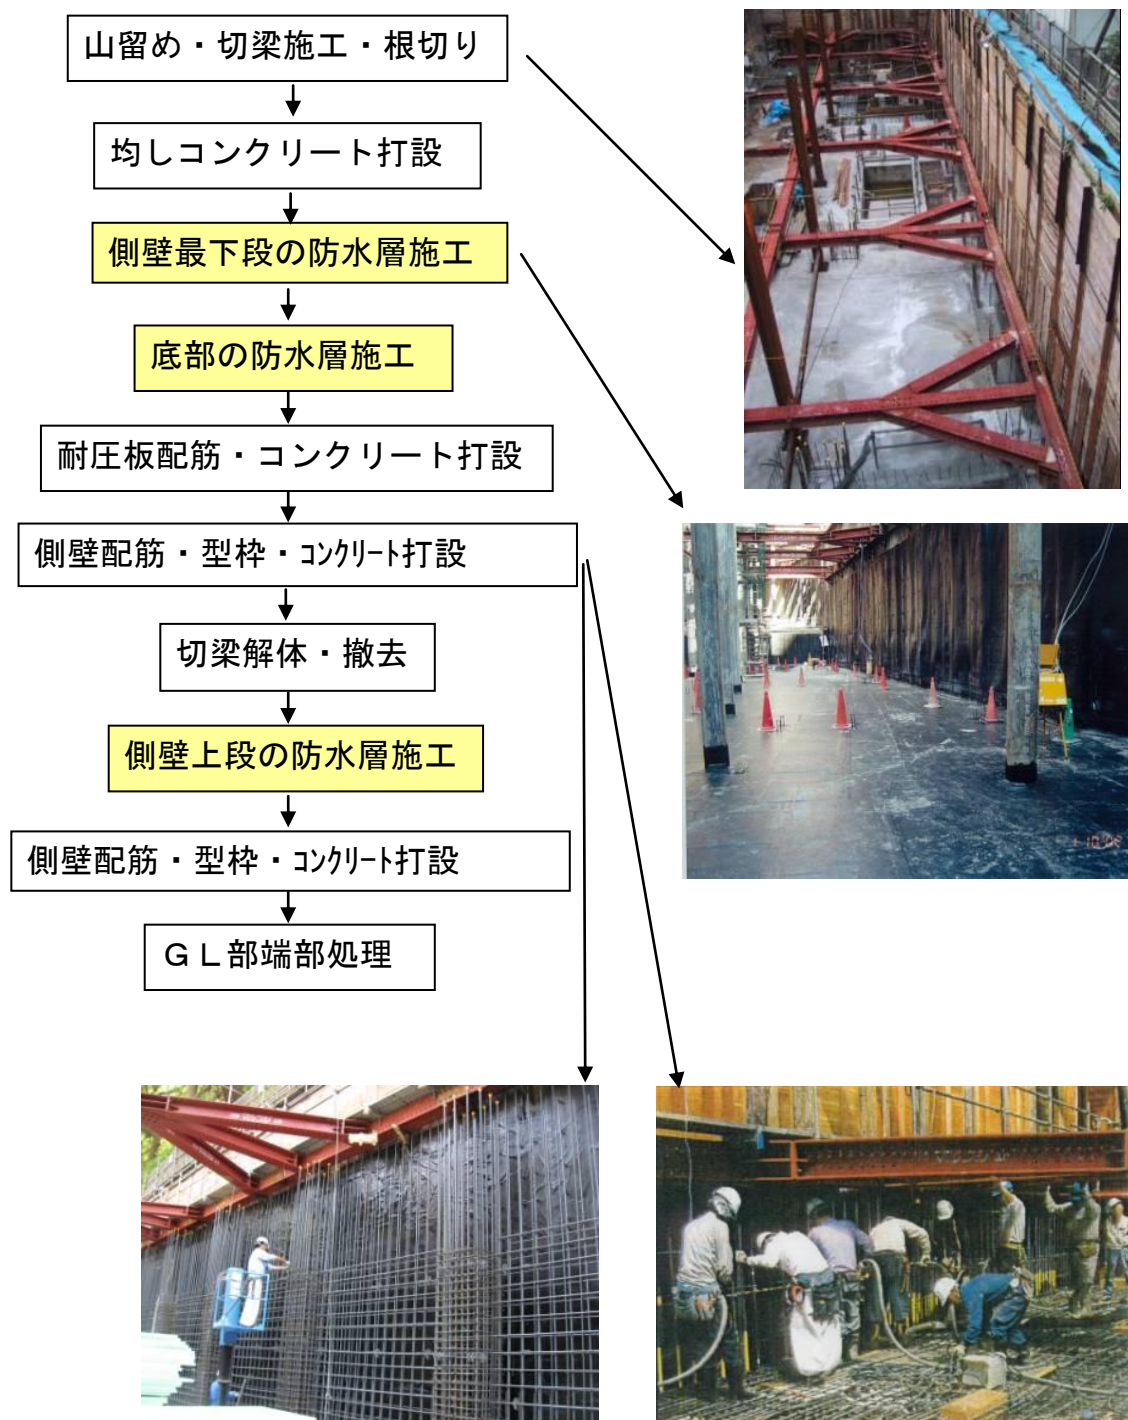 山留め・切梁施工・根切り
均しコンクリート打設
側壁最下段の防水層施工
底部の防水層施工
耐圧板配筋・コンクリート打設
側壁配筋・型枠・ｺﾝｸﾘｰﾄ打設
切梁解体・撤去
側壁上段の防水層施工
側壁配筋・型枠・ｺﾝｸﾘｰﾄ打設
ＧＬ部端部処理